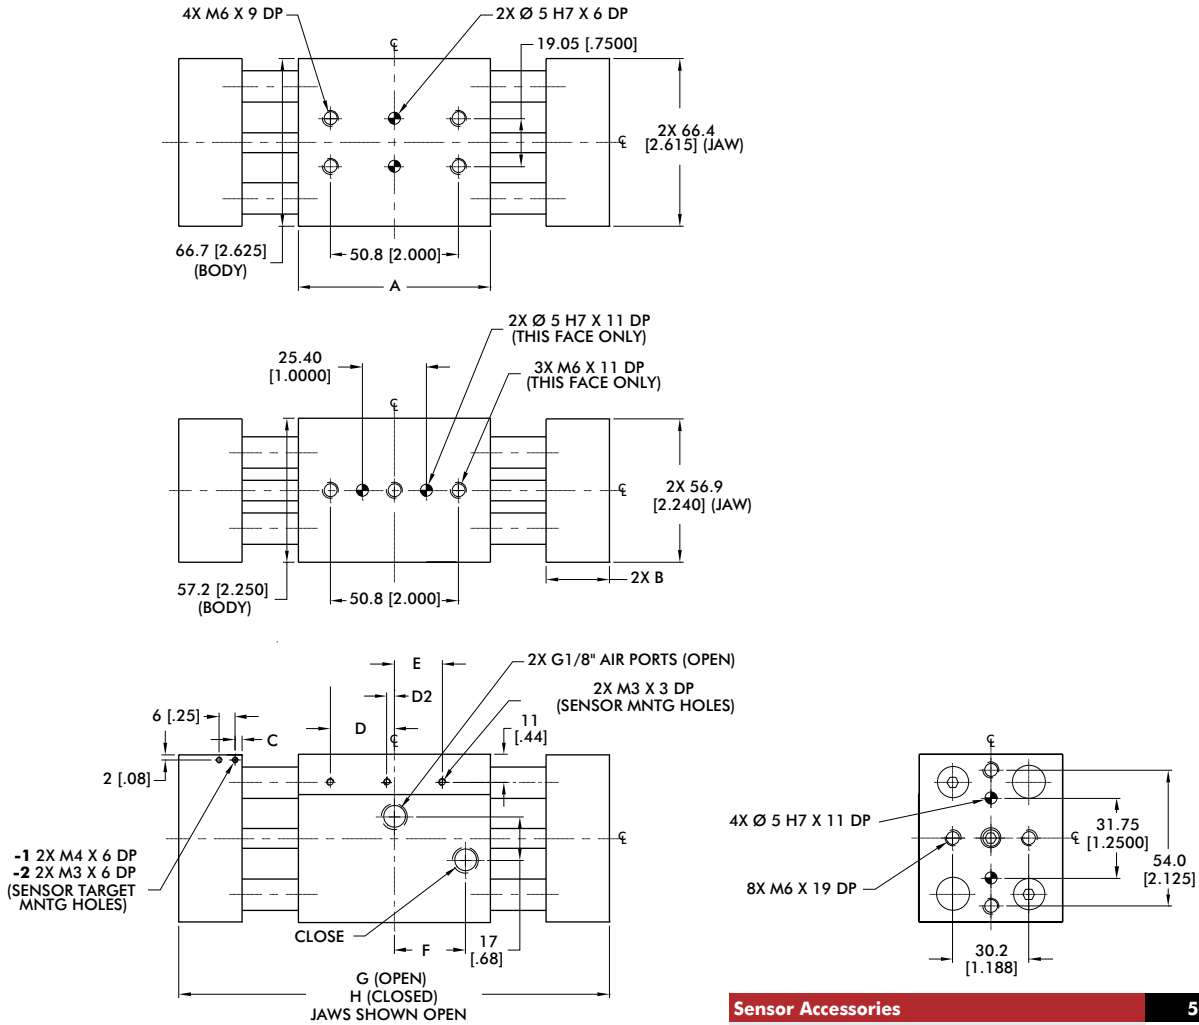 4X M6 X 9 DP
2X Ø 5 H7 X 6 DP
19.05 [.7500]
℄
2X 66.4
[2.615] (JAW)
℄
66.7 [2.625]
(BODY)
50.8 [2.000]
A
2X Ø 5 H7 X 11 DP
(THIS FACE ONLY)
25.40
[1.0000]
3X M6 X 11 DP
(THIS FACE ONLY)
℄
2X 56.9
[2.240] (JAW)
℄
57.2 [2.250]
(BODY)
50.8 [2.000]
2X B
E
2X G1/8" AIR PORTS (OPEN)
D2
2X M3 X 3 DP
(SENSOR MNTG HOLES)
6 [.25]
C
D
℄
11
[.44]
2 [.08]
℄
-1 2X M4 X 6 DP
-2 2X M3 X 6 DP
(SENSOR TARGET
MNTG HOLES)
CLOSE
F
17
[.68]
G (OPEN)
H (CLOSED)
JAWS SHOWN OPEN
℄
4X Ø 5 H7 X 11 DP
31.75
[1.2500]
℄
54.0
[2.125]
8X M6 X 19 DP
30.2
[1.188]
Sensor Accessories
5